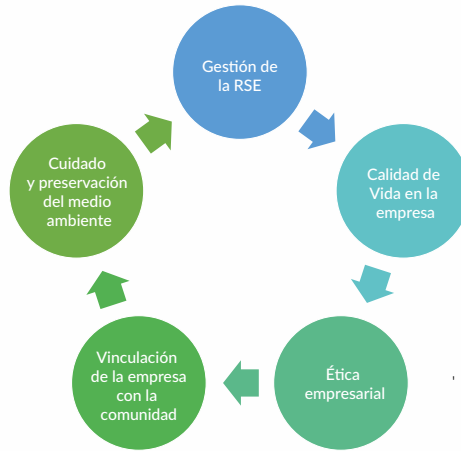 Gestión de
la RSE
Calidad de
Vida en la
empresa
Ética
empresarial
Vinculación
de la empresa
con la
comunidad
Cuidado
y preservación
del medio
ambiente